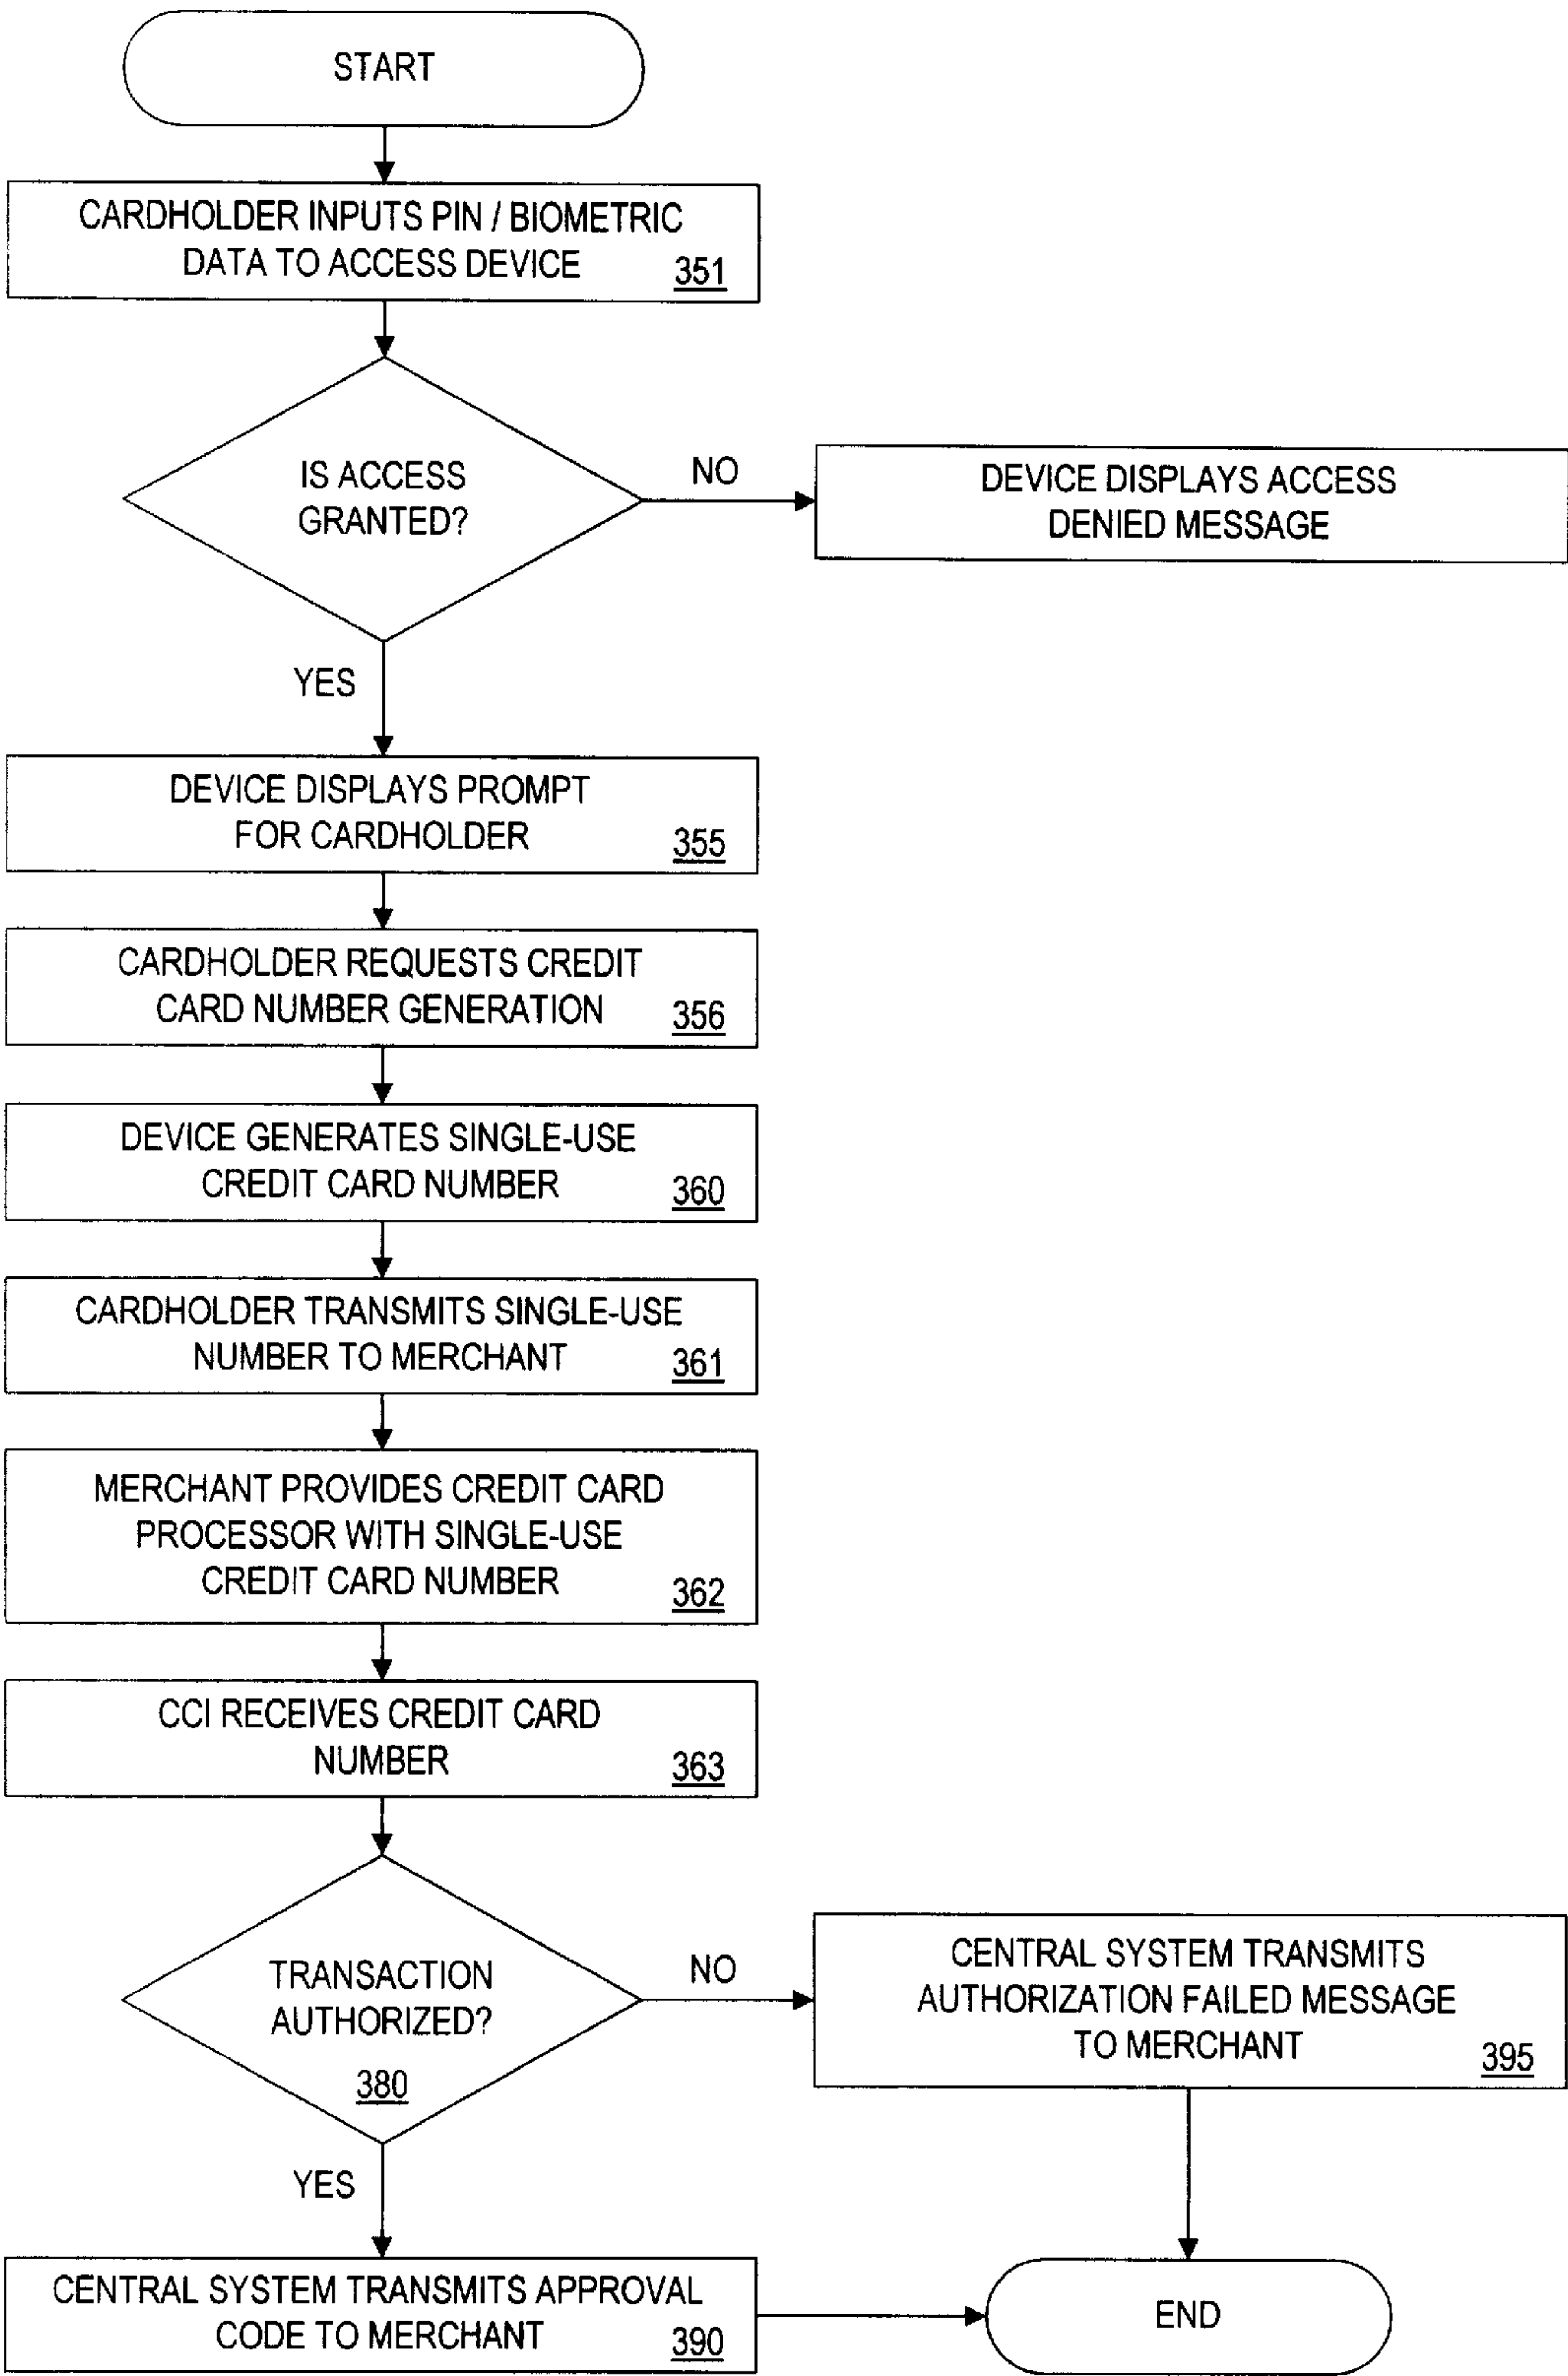 START
CARDHOLDER INPUTS PIN / BIOMETRIC
DATA TO ACCESS DEVICE 351
IS ACCESS
GRANTED?
NO
DEVICE DISPLAYS ACCESS
DENIED MESSAGE
YES
DEVICE DISPLAYS PROMPT
FOR CARDHOLDER 355
CARDHOLDER REQUESTS CREDIT
CARD NUMBER GENERATION 356
DEVICE GENERATES SINGLE-USE
CREDIT CARD NUMBER 360
CARDHOLDER TRANSMITS SINGLE-USE
NUMBER TO MERCHANT 361
MERCHANT PROVIDES CREDIT CARD
PROCESSOR WITH SINGLE-USE
CREDIT CARD NUMBER 362
CCI RECEIVES CREDIT CARD
NUMBER 363
TRANSACTION
AUTHORIZED?
380
NO
CENTRAL SYSTEM TRANSMITS
AUTHORIZATION FAILED MESSAGE
TO MERCHANT 395
YES
CENTRAL SYSTEM TRANSMITS APPROVAL
CODE TO MERCHANT 390
END